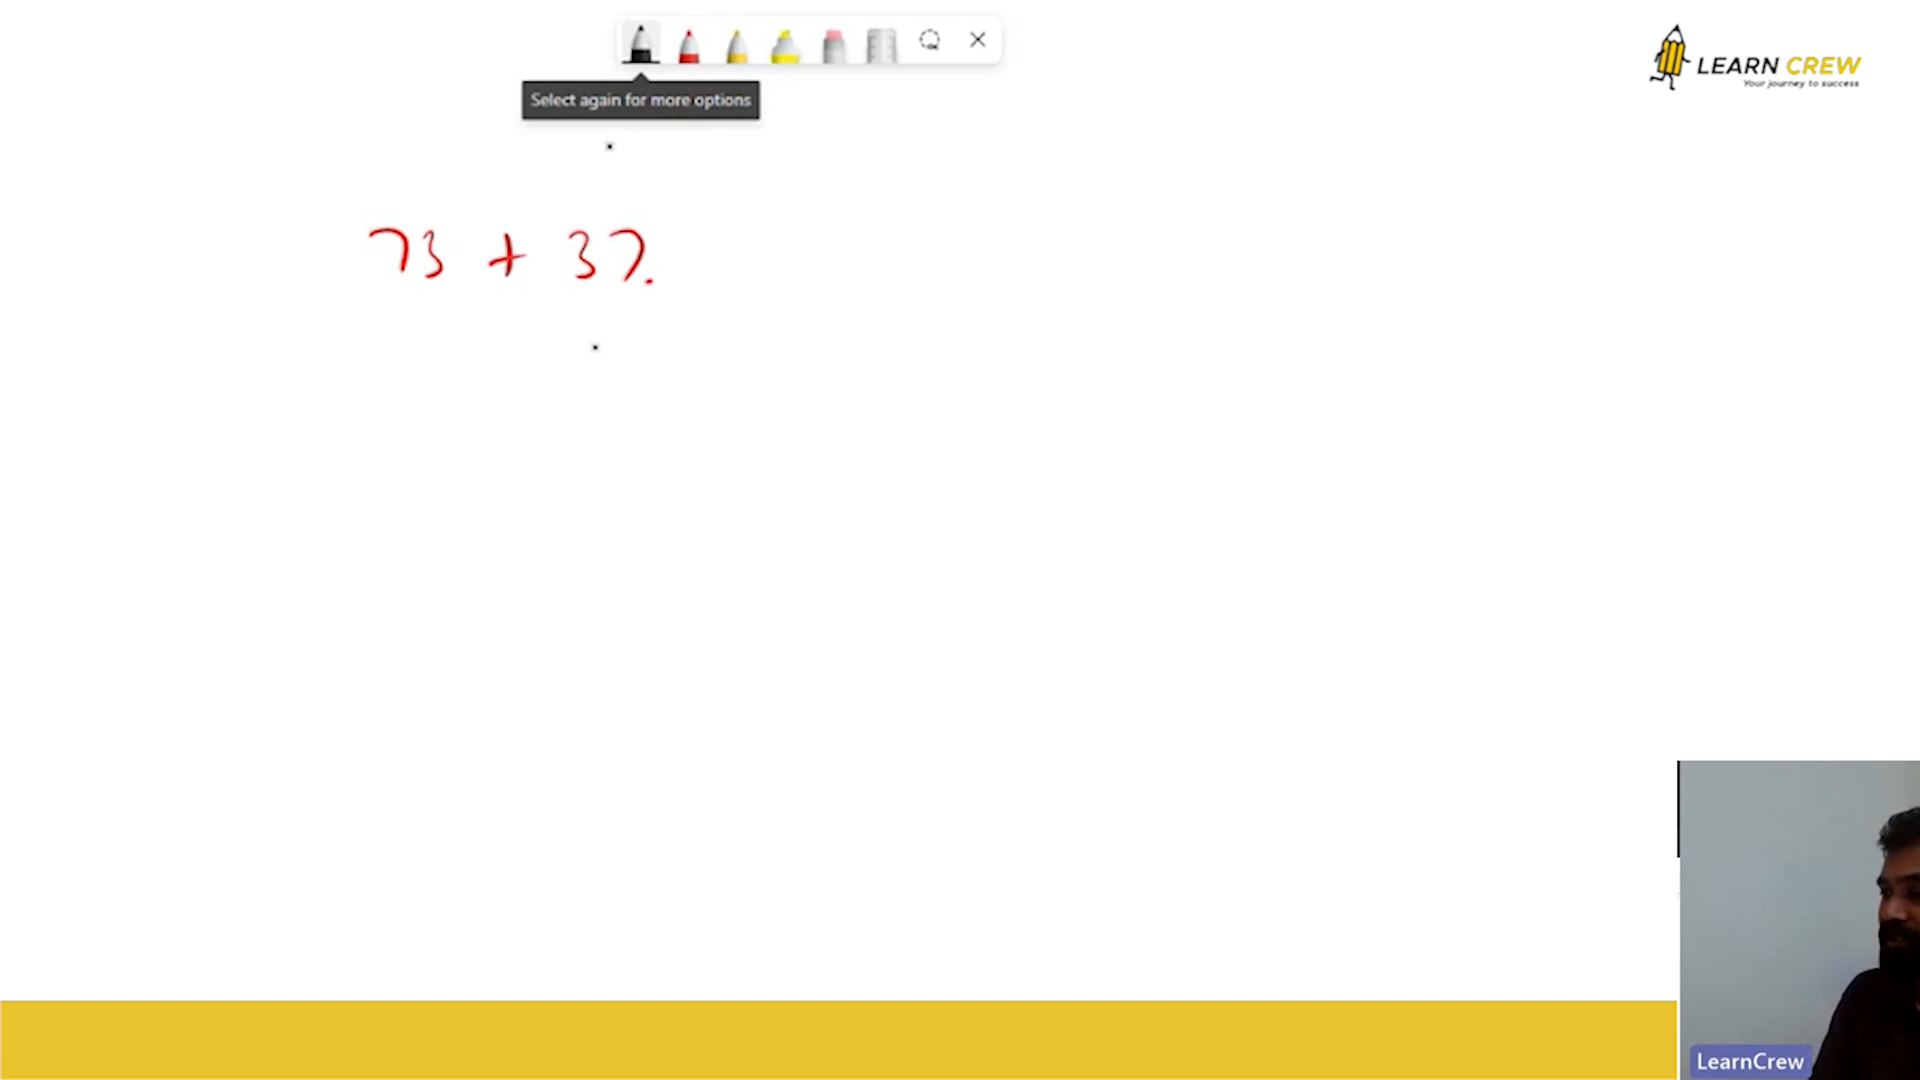 LEARN CREW
Your journey to success
Select again for more options
73 + 37.
LearnCrew